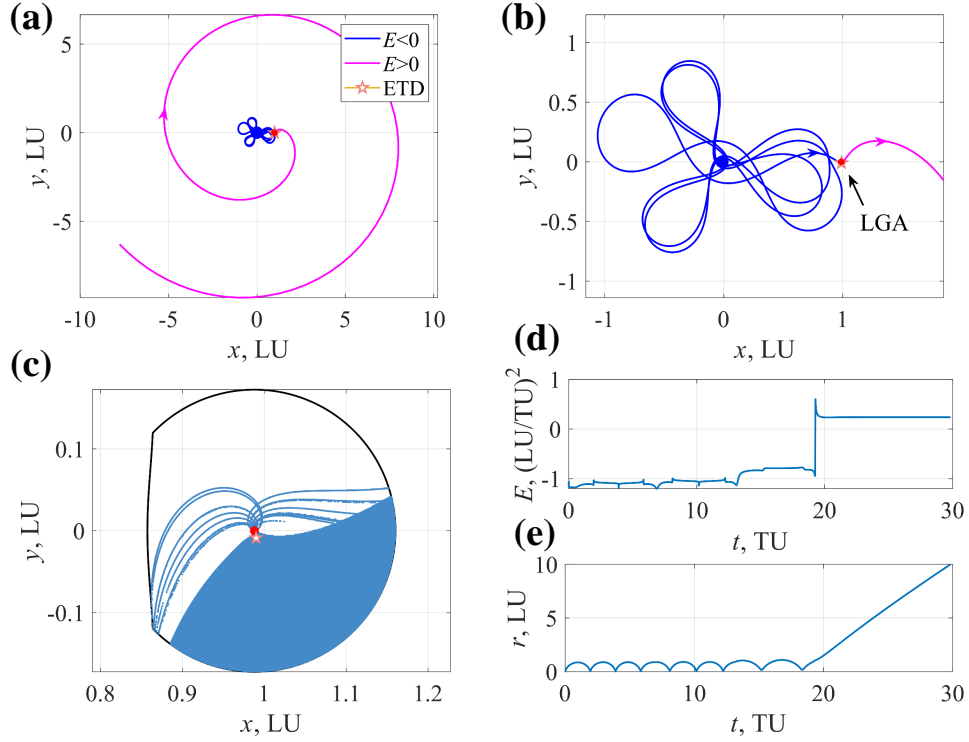 (a)
5
0
-5
-10
-5
0
5
10
y, LU
x, LU
E<0
E>0
ETD
(b)
1
0.5
0
-0.5
-1
-1
0
1
y, LU
x, LU
LGA
(c)
0.1
0
-0.1
0.8
0.9
1
1.1
1.2
y, LU
x, LU
(d)
1
0
-1
0
10
20
30
E, (LU/TU)²
t, TU
(e)
10
5
0
0
10
20
30
r, LU
t, TU